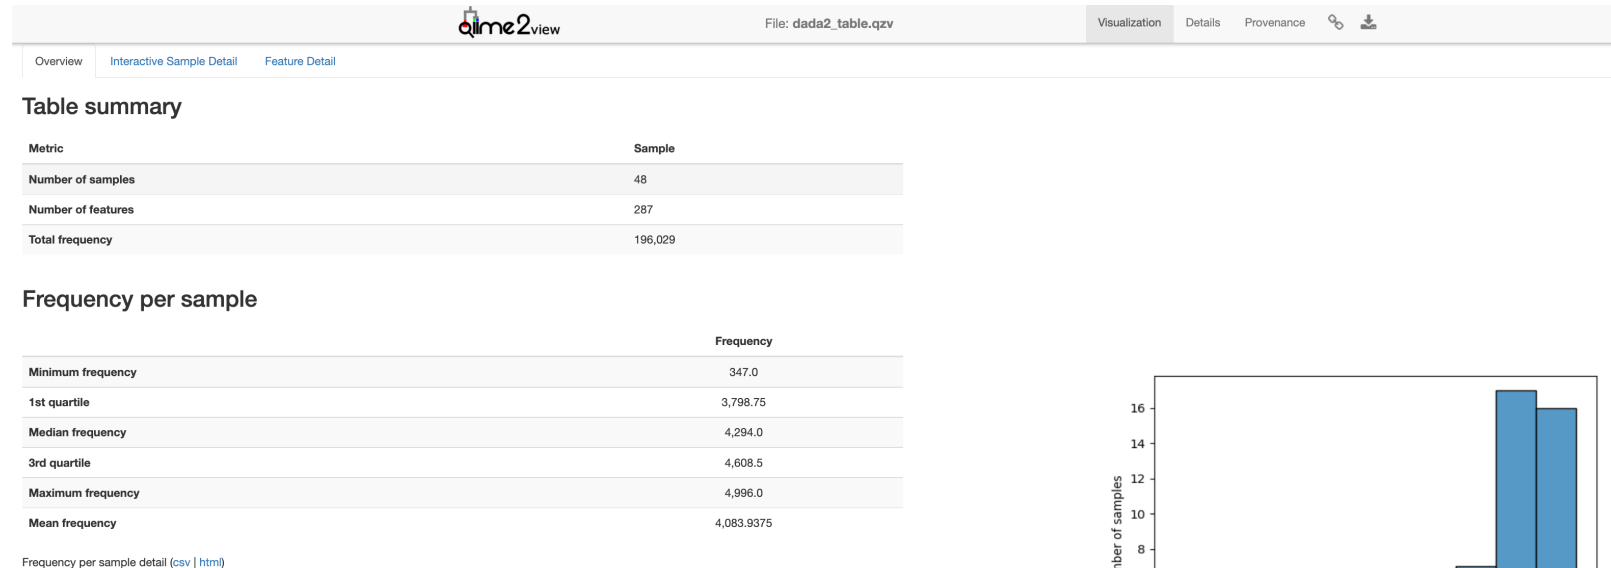 qiime2view File: dada2_table.qzv Visualization Details Provenance
Overview Interactive Sample Detail Feature Detail
Table summary
Metric Sample
Number of samples 48
Number of features 287
Total frequency 196,029
Frequency per sample
Frequency
Minimum frequency 347.0
1st quartile 3,798.75
Median frequency 4,294.0
3rd quartile 4,608.5
Maximum frequency 4,996.0
Mean frequency 4,083.9375
Frequency per sample detail (csv | html)
16
14
12
10
8
of samples